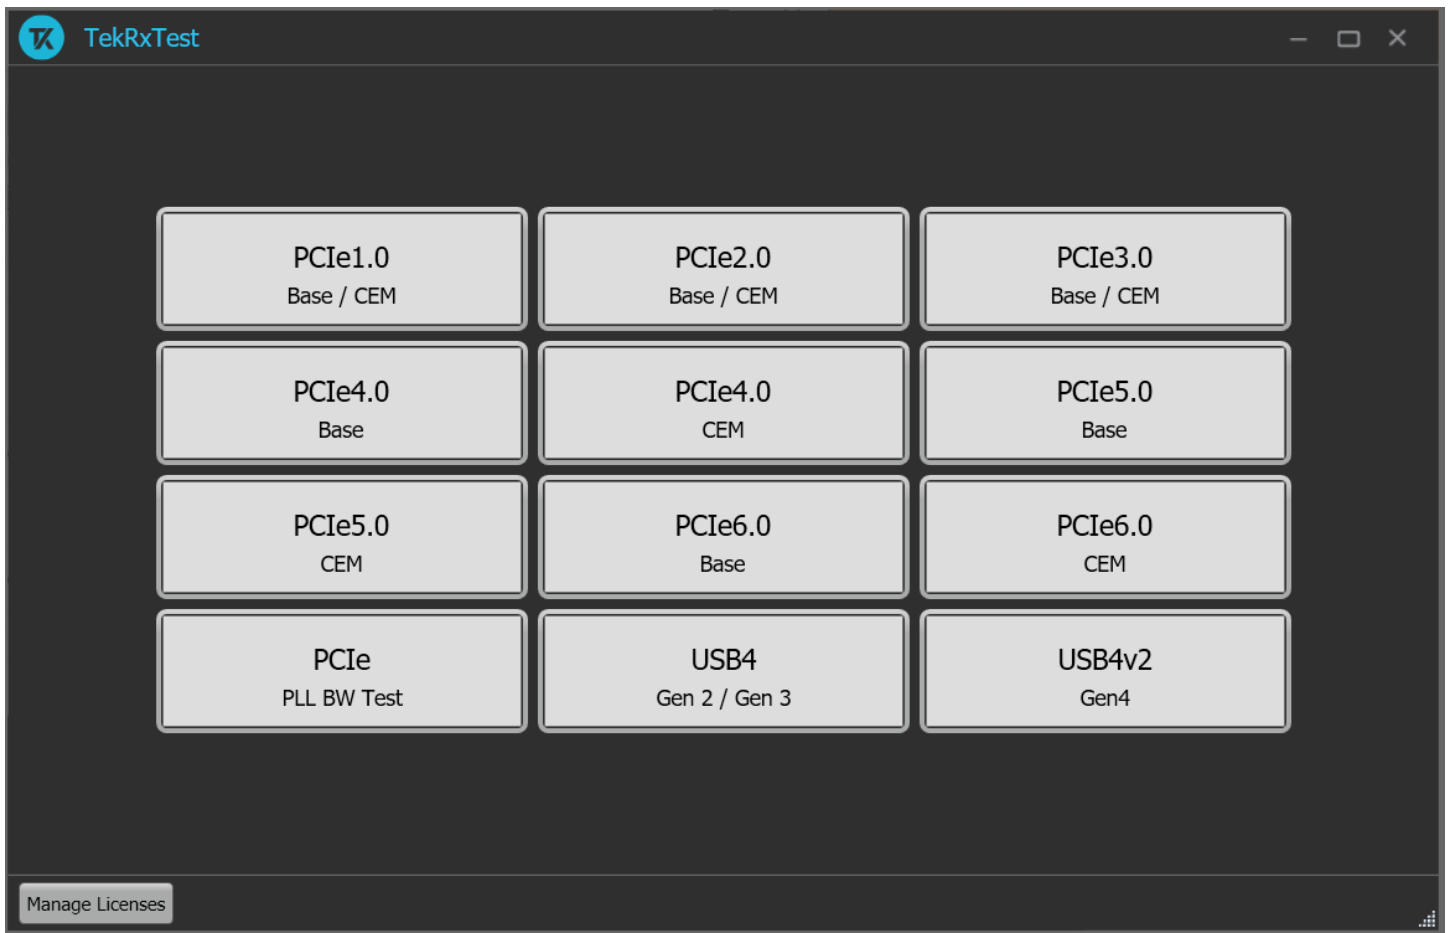 TekRxTest
PCIe1.0
Base / CEM
PCIe2.0
Base / CEM
PCIe3.0
Base / CEM
PCIe4.0
Base
PCIe4.0
CEM
PCIe5.0
Base
PCIe5.0
CEM
PCIe6.0
Base
PCIe6.0
CEM
PCIe
PLL BW Test
USB4
Gen 2 / Gen 3
USB4v2
Gen4
Manage Licenses